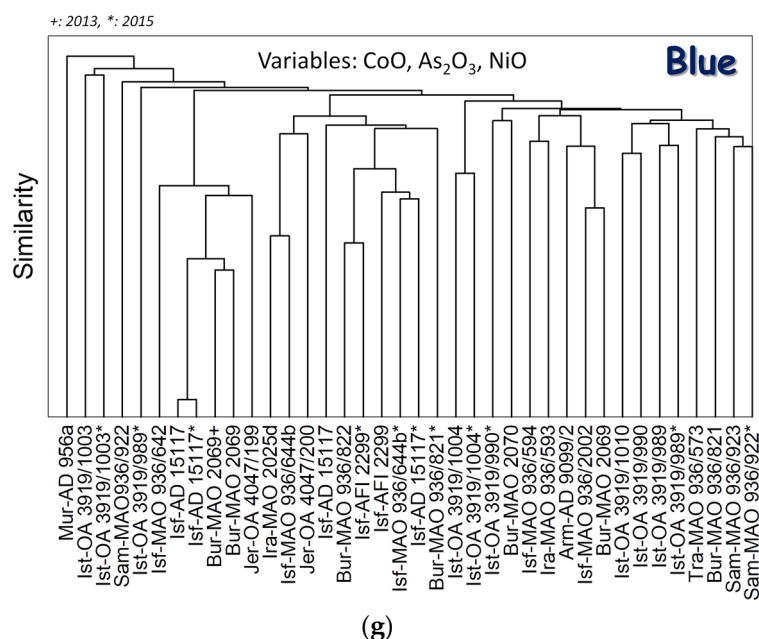 +: 2013, *: 2015
Variables: CoO, As₂O₃, NiO
Blue
Similarity
Mur-AD 956a
Ist-OA 3919/1003
Ist-OA 3919/1003*
Sam-MAO936/922
Ist-OA 3919/989*
Isf-MAO 936/642
Isf-AD 15117
Isf-AD 15117*
Bur-MAO 2069+
Bur-MAO 2069
Jer-OA 4047/199
Ira-MAO 2025d
Isf-MAO 936/644b
Jer-OA 4047/200
Isf-AD 15117
Bur-MAO 936/822
Isf-AFI 2299*
Isf-AFI 2299
Isf-MAO 936/644b*
Isf-AD 15117*
Bur-MAO 936/821*
Ist-OA 3919/1004
Ist-OA 3919/1004*
Ist-OA 3919/990*
Bur-MAO 2070
Isf-MAO 936/594
Ira-MAO 936/593
Arm-AD 9099/2
Isf-MAO 936/2002
Bur-MAO 2069
Ist-OA 3919/1010
Ist-OA 3919/990
Ist-OA 3919/989
Ist-OA 3919/989*
Tra-MAO 936/573
Bur-MAO 936/821
Sam-MAO 936/923
Sam-MAO 936/922*
(g)